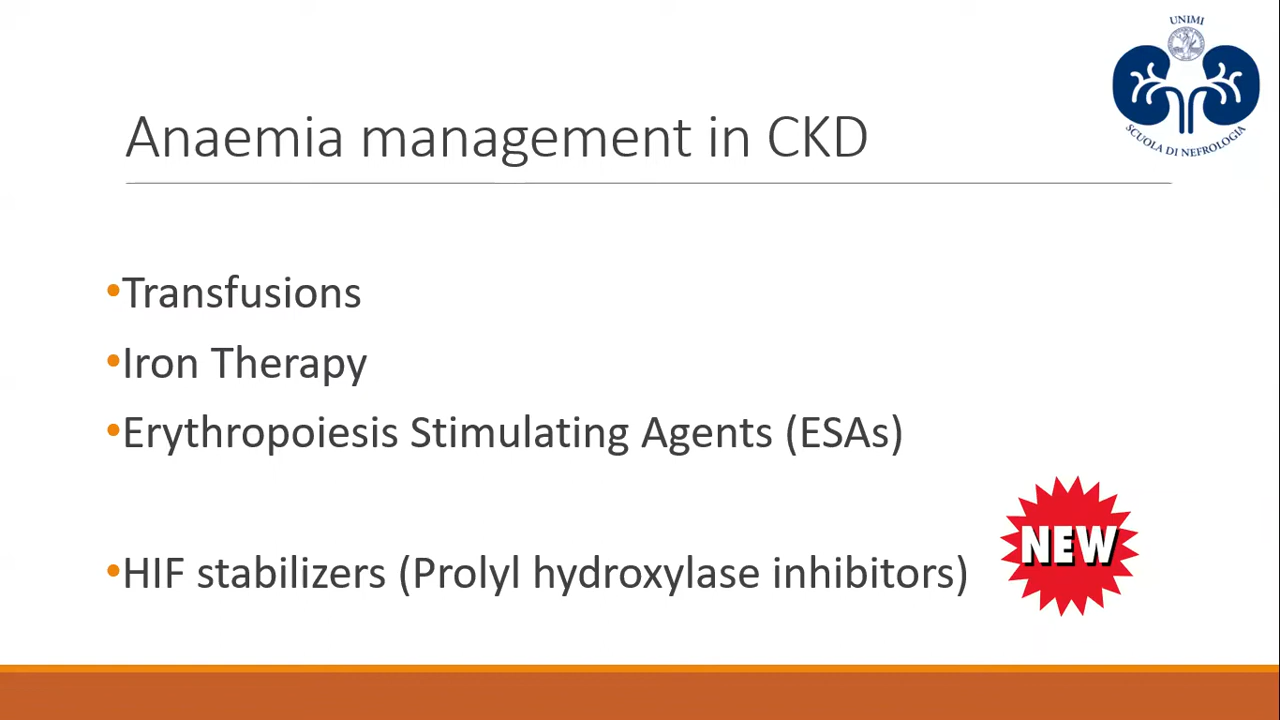 UNIMI
SCUOLA DI NEFROLOGIA
Anaemia management in CKD
•Transfusions
•Iron Therapy
•Erythropoiesis Stimulating Agents (ESAs)
•HIF stabilizers (Prolyl hydroxylase inhibitors)
NEW